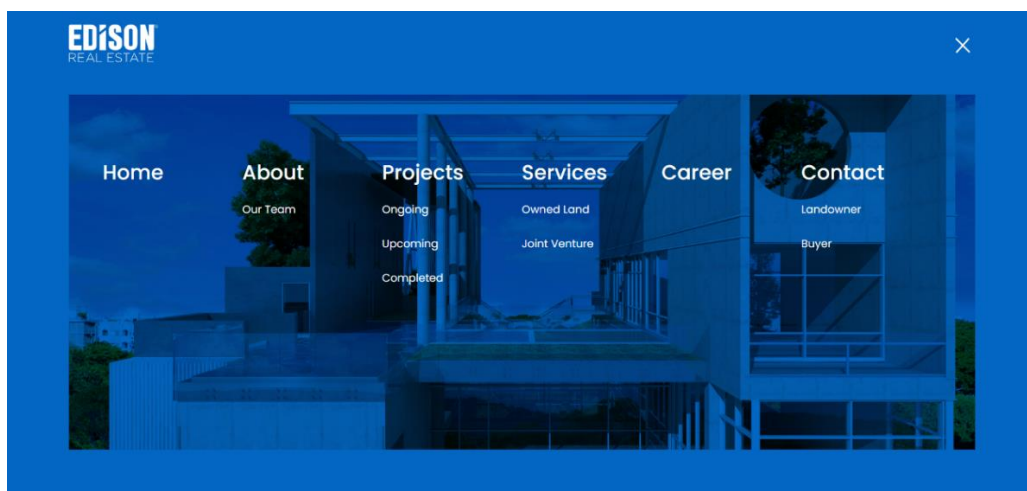 EDISON
REAL ESTATE
Home
About
Our Team
Projects
Ongoing
Upcoming
Completed
Services
Owned Land
Joint Venture
Career
Contact
Landowner
Buyer